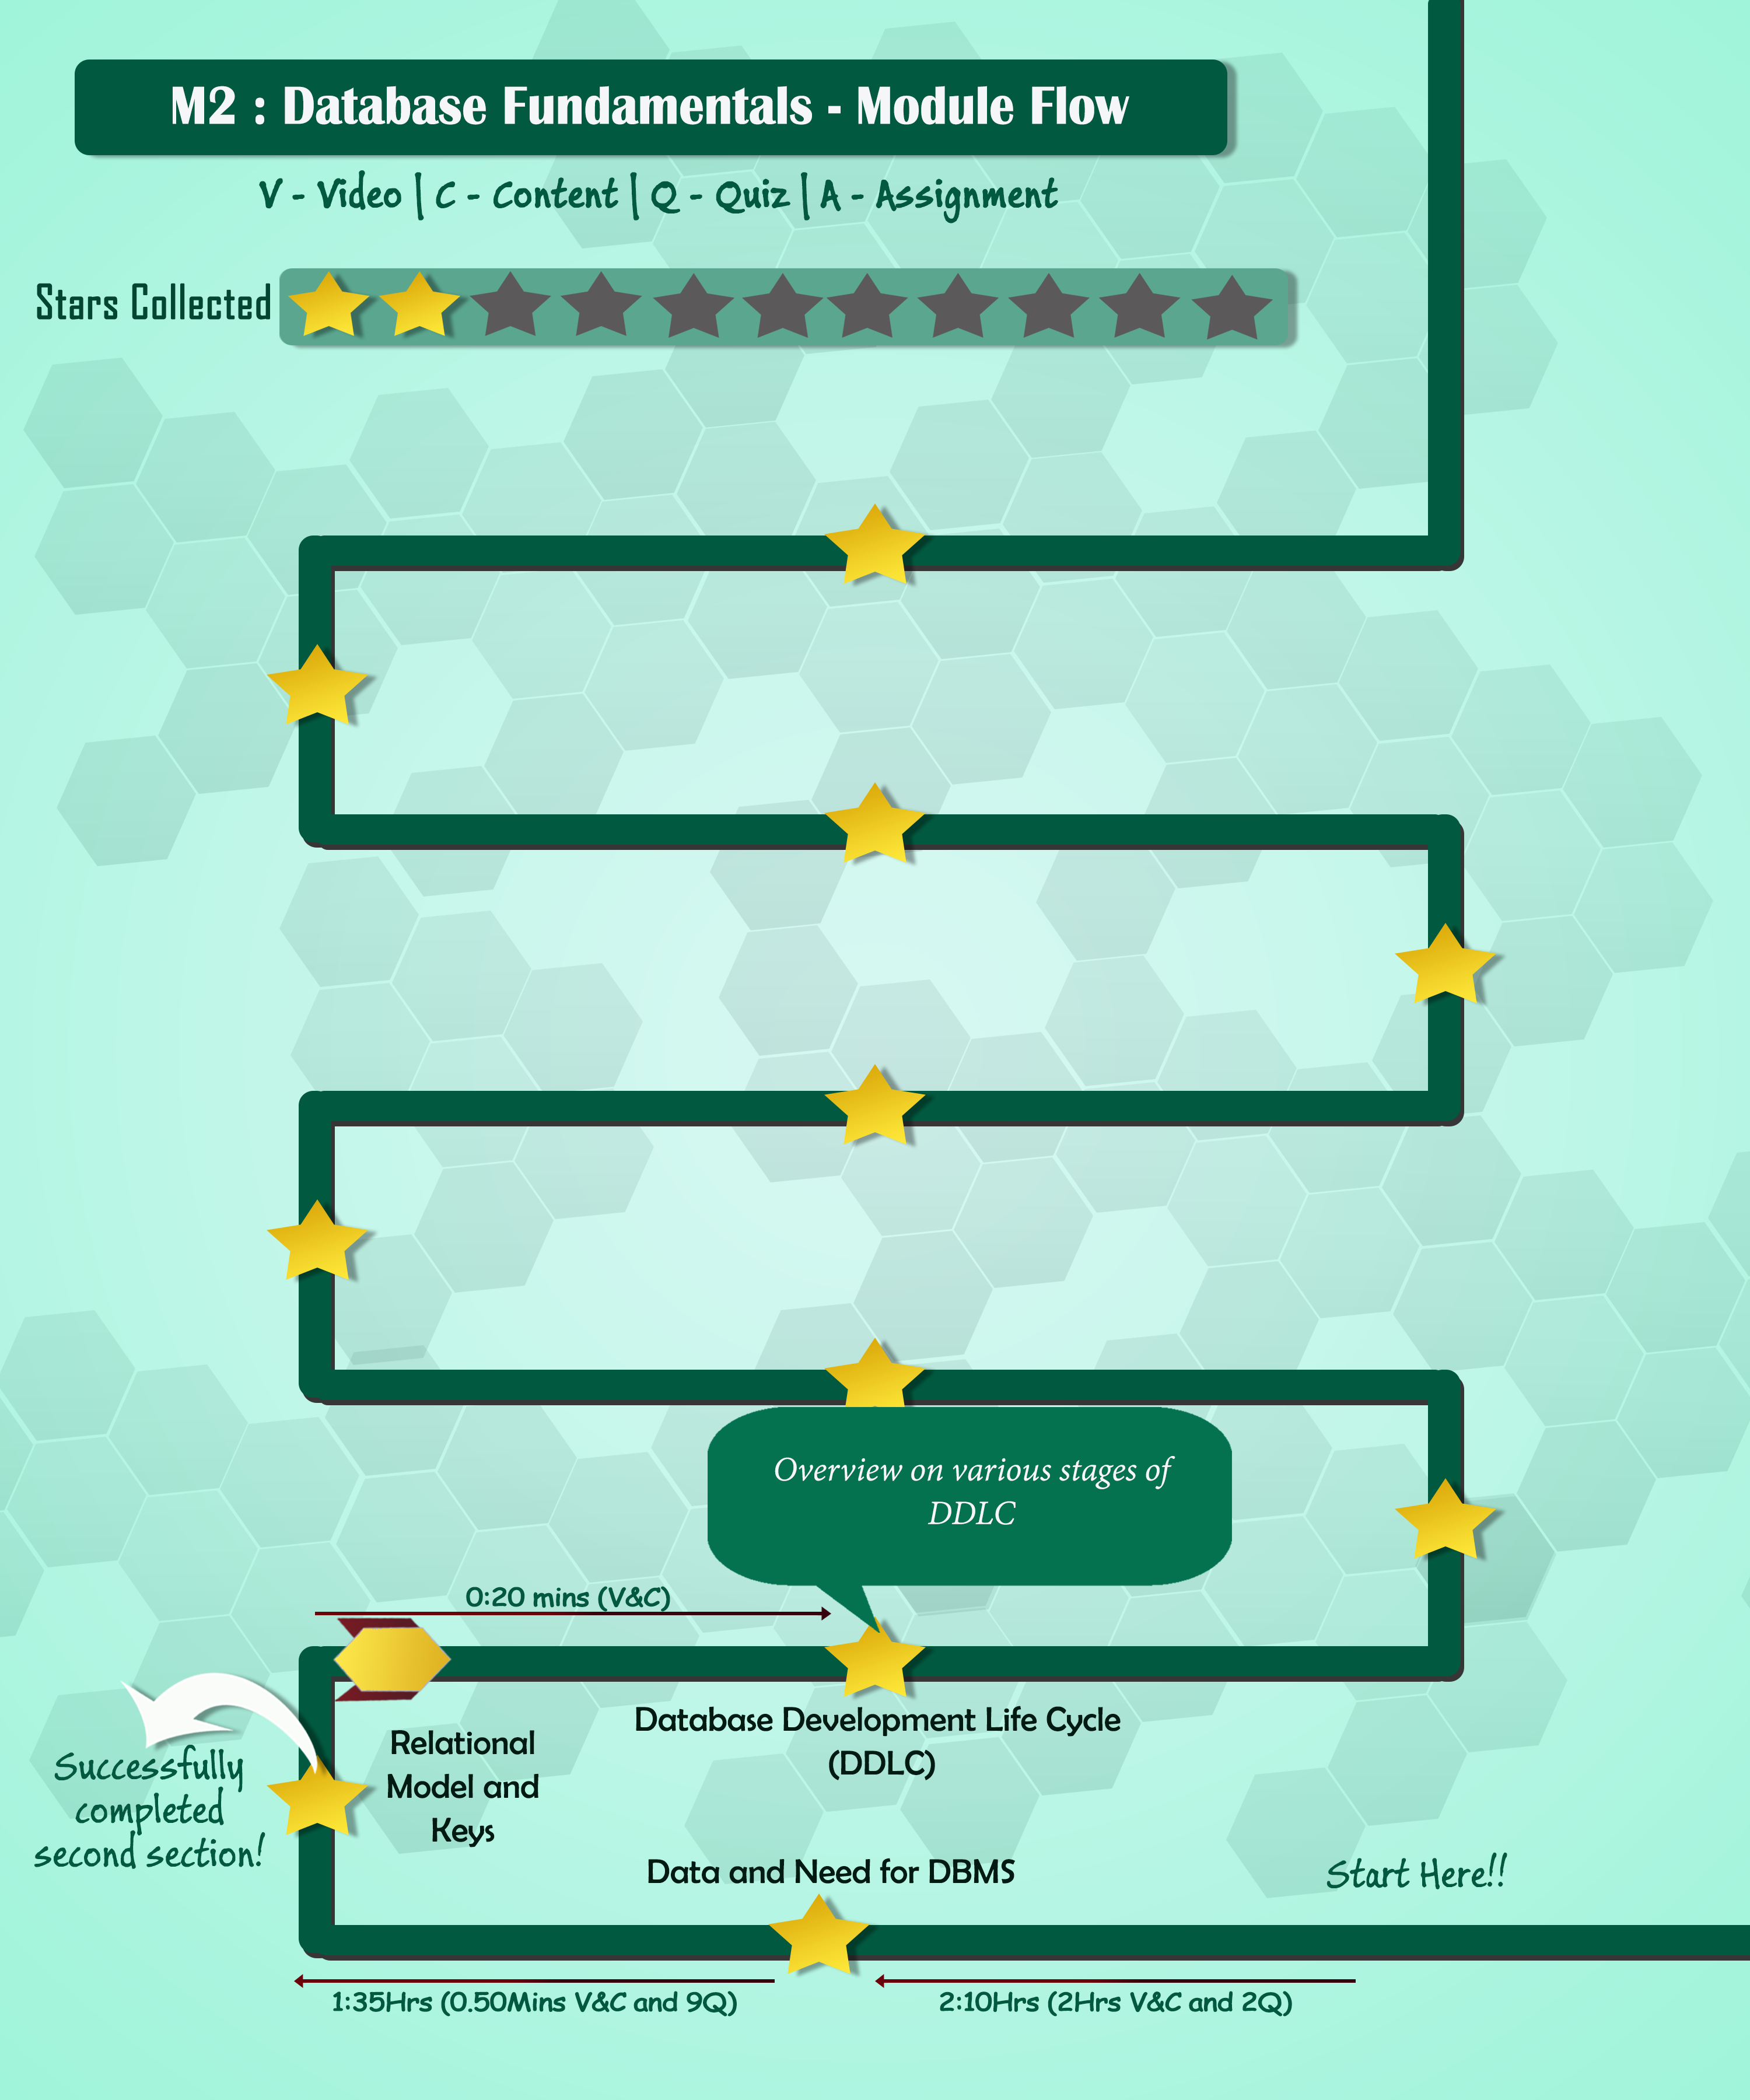 M2 : Database Fundamentals - Module Flow
V - Video | C - Content | Q - Quiz | A - Assignment
Stars Collected
Overview on various stages of
DDLC
0:20 mins (V&C)
Database Development Life Cycle
(DDLC)
Relational
Model and
Keys
Successfully
completed
second section!
Data and Need for DBMS
Start Here!!
1:35Hrs (0.50Mins V&C and 9Q)
2:10Hrs (2Hrs V&C and 2Q)